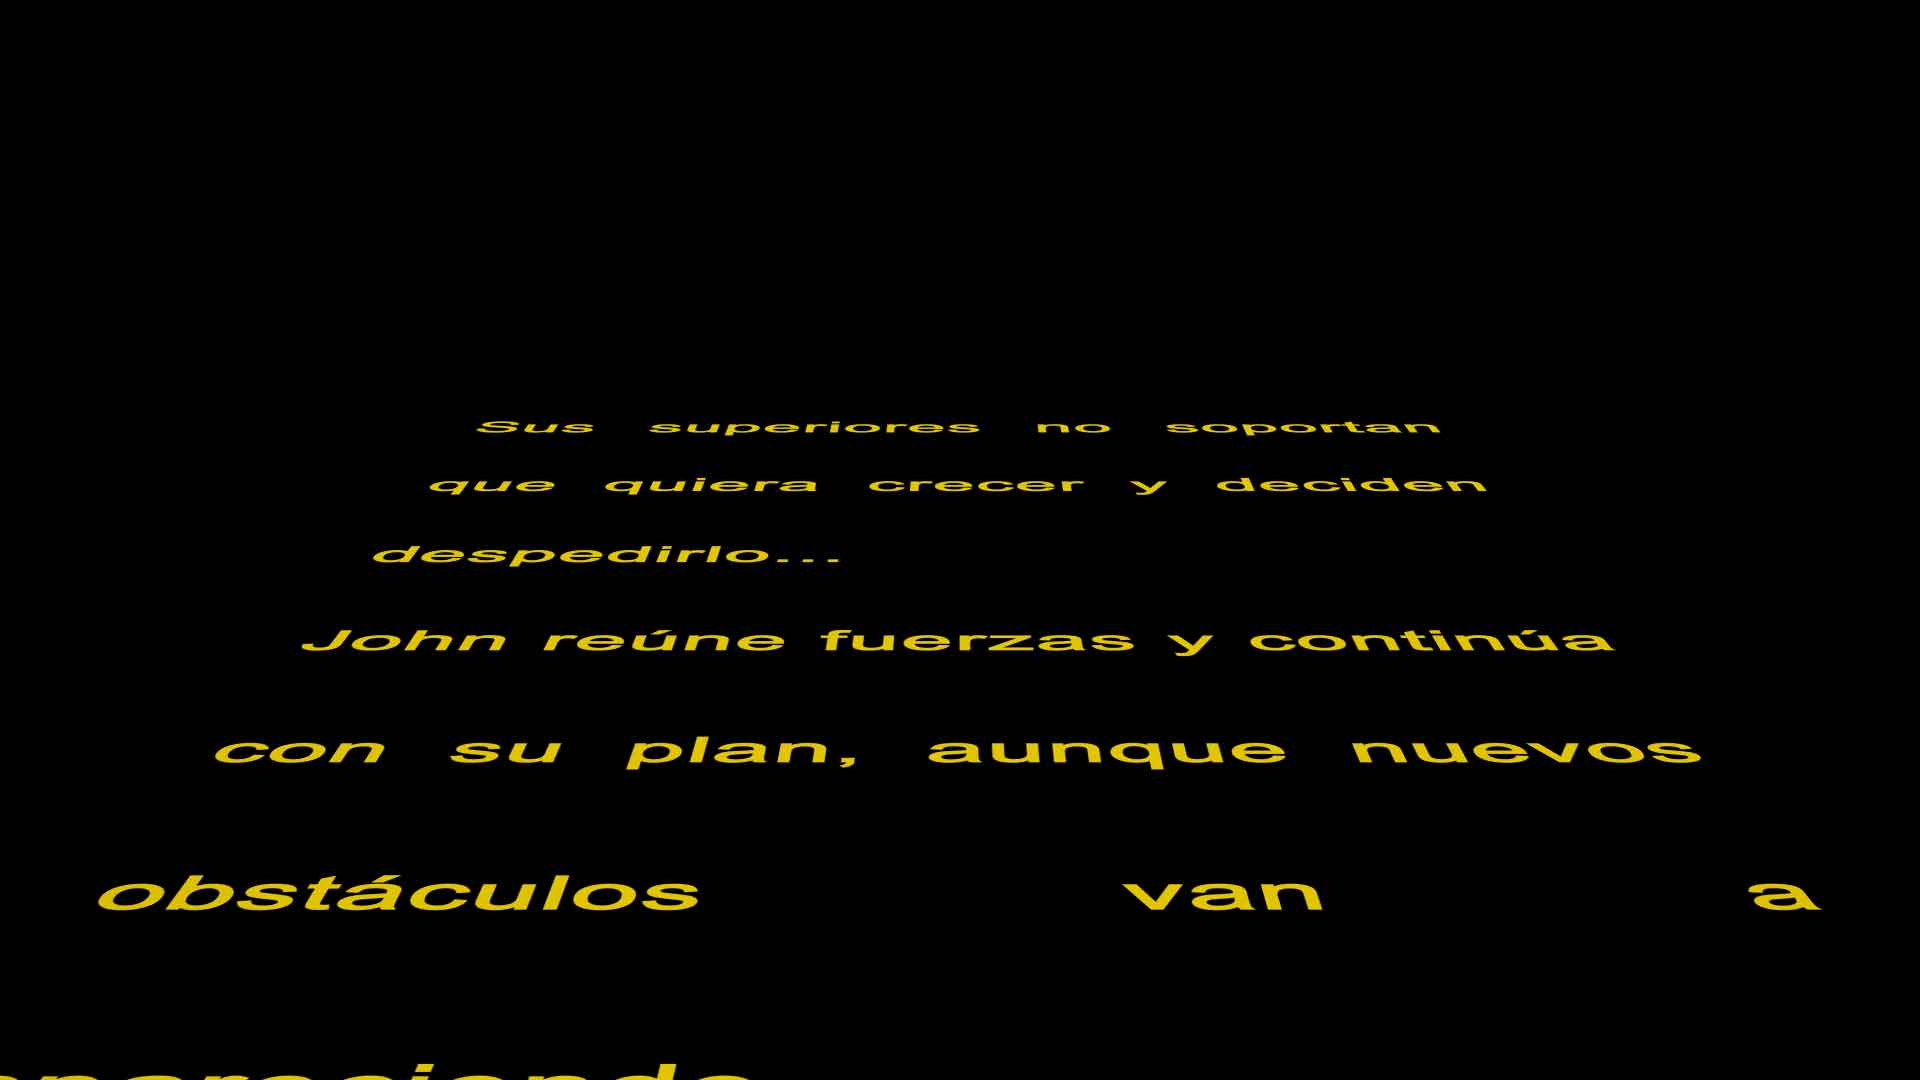 Sus superiores no soportan
que quiera crecer y deciden
despedirlo...
John reúne fuerzas y continúa
con su plan, aunque nuevos
obstáculos van a